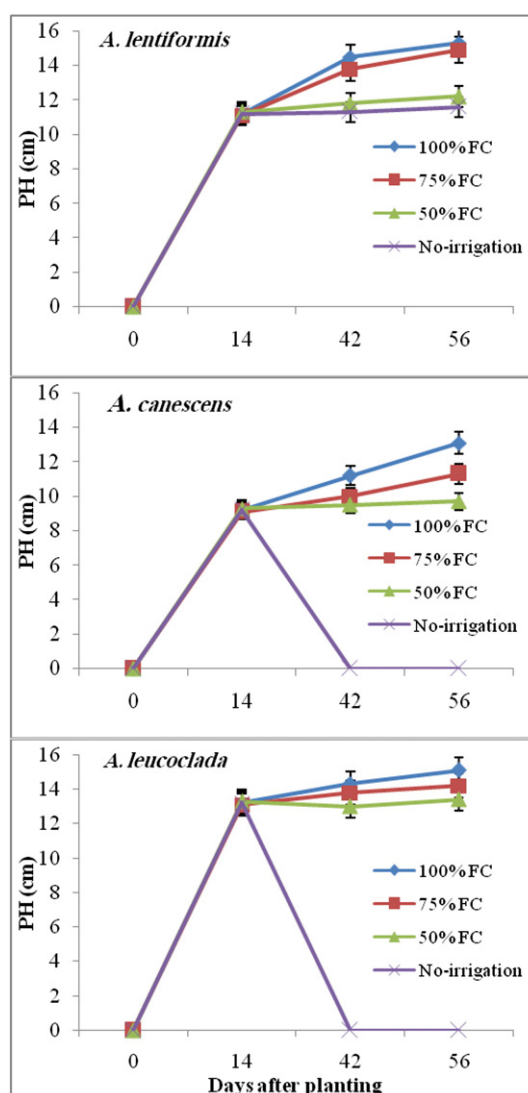 A. lentiformis
PH (cm)
16
14
12
10
8
6
4
2
0
100%FC
75%FC
50%FC
No-irrigation
0 14 42 56
A. canescens
PH (cm)
16
14
12
10
8
6
4
2
0
100%FC
75%FC
50%FC
No-irrigation
0 14 42 56
A. leucoclada
PH (cm)
16
14
12
10
8
6
4
2
0
100%FC
75%FC
50%FC
No-irrigation
0 14 42 56
Days after planting